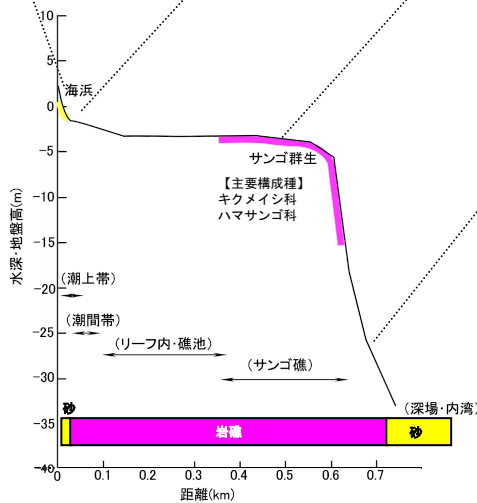 10
5
0
−5
−10
−15
−20
−25
−30
−35
−40
水深・地盤高(m)
海浜
サンゴ群生
【主要構成種】
キクメイシ科
ハマサンゴ科
(潮上帯)
(潮間帯)
(リーフ内・礁池)
(サンゴ礁)
(深場・内湾)
砂
岩礁
砂
0 0.1 0.2 0.3 0.4 0.5 0.6 0.7
距離(km)